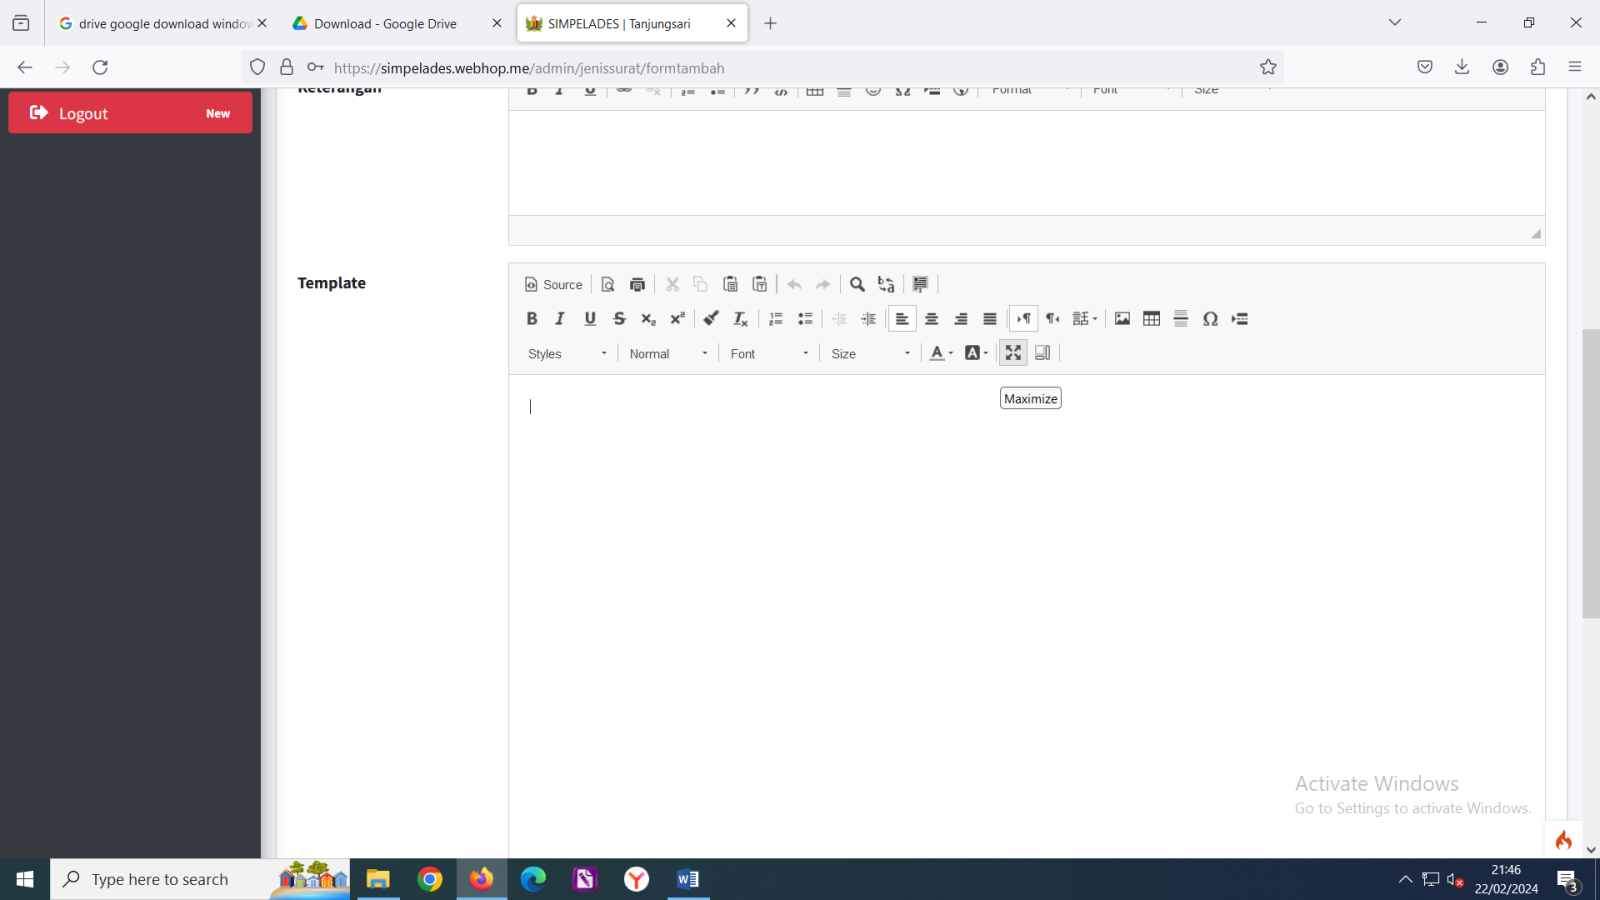 drive google download window
Download - Google Drive
SIMPELADES | Tanjungsari
https://simpelades.webhop.me/admin/jenissurat/formtambah
Keterangan
Format
Font
Size
Logout
New
Template
Source
Styles
Normal
Font
Size
Maximize
Activate Windows
Go to Settings to activate Windows.
Type here to search
21:46
22/02/2024
3